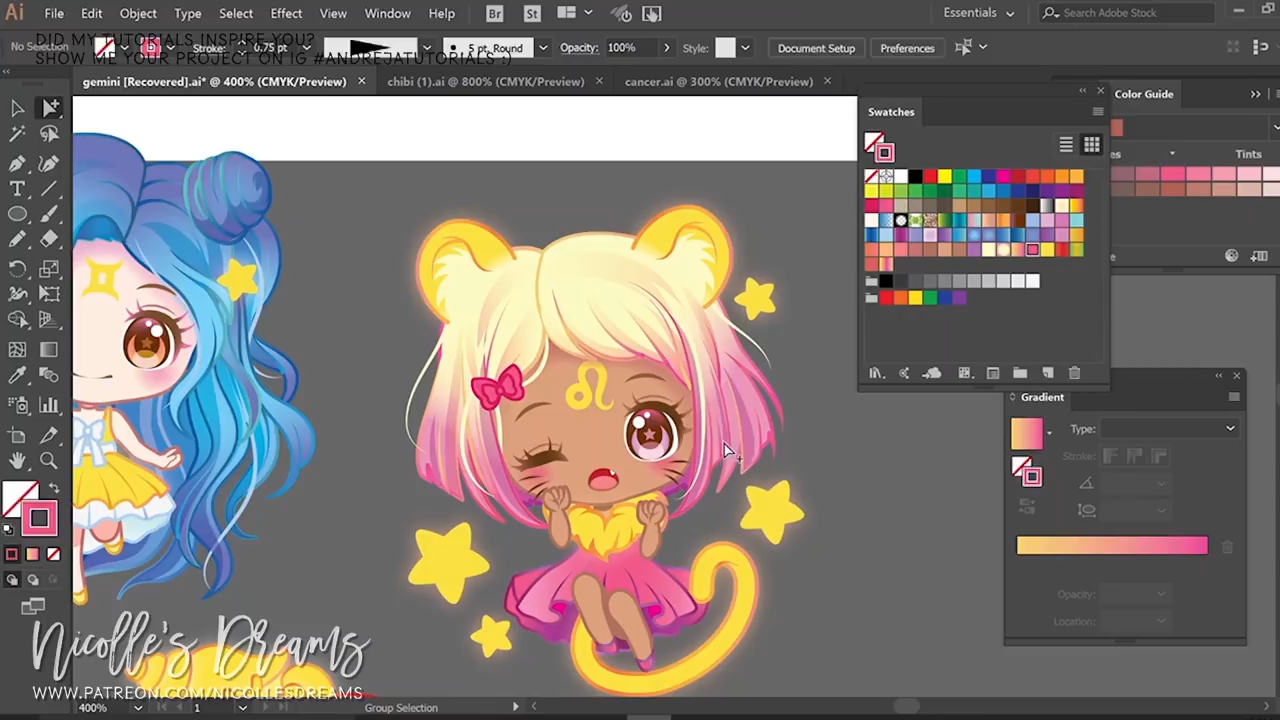 Ai File Edit Object Type Select Effect View Window Help Br St Essentials Search Adobe Stock
DID MY TUTORIALS INSPIRE YOU?
SHOW ME YOUR PROJECT ON IG #ANDREJATUTORIALS :)
No Selection Stroke: 0.75 pt 5 pt. Round Opacity: 100% Style: Document Setup Preferences
gemini [Recovered].ai* @ 400% (CMYK/Preview) × chibi (1).ai @ 800% (CMYK/Preview) × cancer.ai @ 300% (CMYK/Preview) ×
Swatches
Color Guide
Tints
Gradient
Type:
Stroke:
Opacity:
Location:
Nicolle's Dreams
WWW.PATREON.COM/NICOLLESDREAMS
400% 1 Group Selection